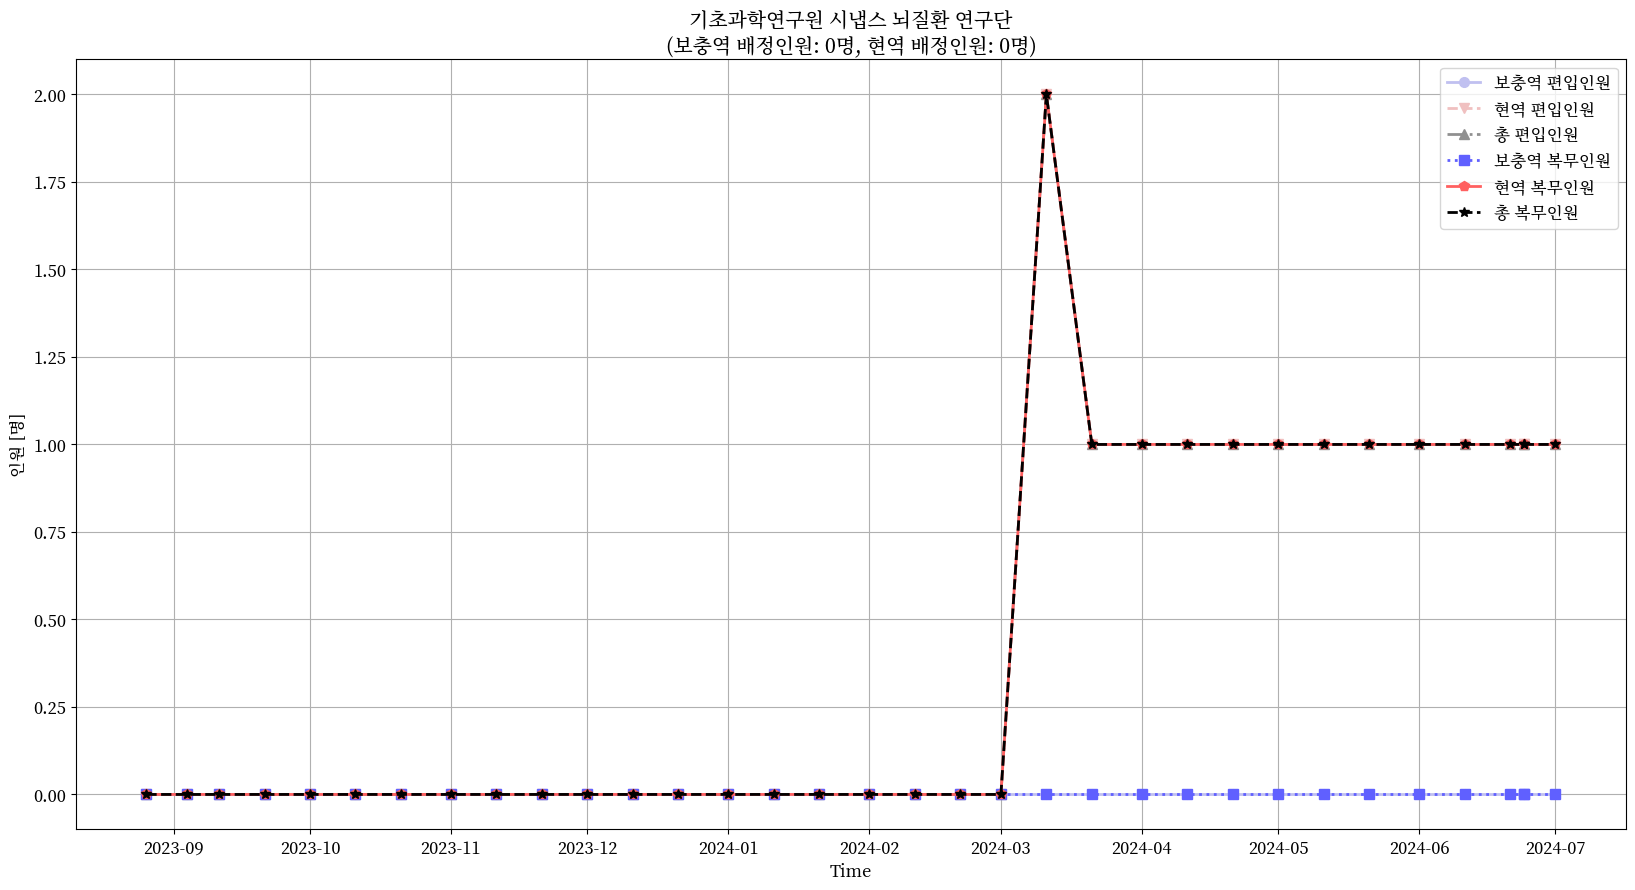 기초과학연구원 시냅스 뇌질환 연구단
(보충역 배정인원: 0명, 현역 배정인원: 0명)
보충역 편입인원
현역 편입인원
총 편입인원
보충역 복무인원
현역 복무인원
총 복무인원
인원 [명]
2.00
1.75
1.50
1.25
1.00
0.75
0.50
0.25
0.00
2023-09 2023-10 2023-11 2023-12 2024-01 2024-02 2024-03 2024-04 2024-05 2024-06 2024-07
Time